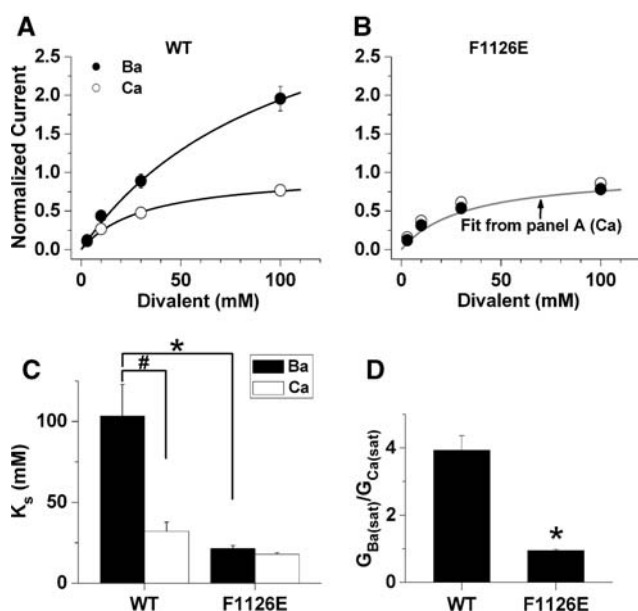 A
WT
Ba
Ca
Normalized Current
2.5
2.0
1.5
1.0
0.5
0.0
0
50
100
Divalent (mM)
B
F1126E
2.5
2.0
1.5
1.0
0.5
0.0
Fit from panel A (Ca)
0
50
100
Divalent (mM)
C
*
#
Ba
Ca
Ks (mM)
100
50
0
WT
F1126E
D
GBa(sat)/GCa(sat)
4
2
0
*
WT
F1126E